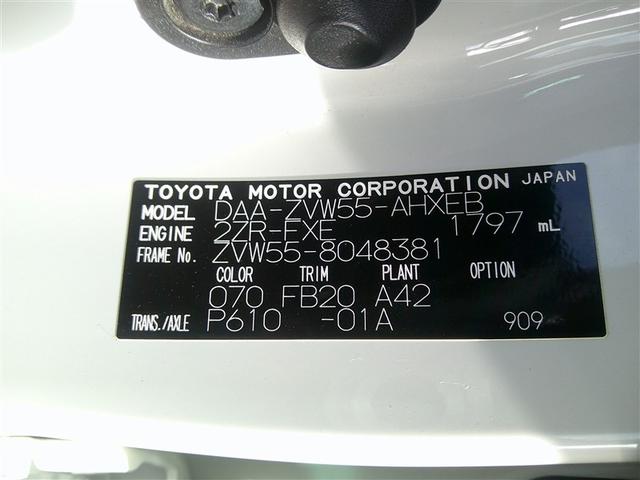 TOYOTA MOTOR CORPORATION JAPAN
MODEL DAA-ZVW55-AHXEB
ENGINE 2ZR-FXE 1797 mL
FRAME No. ZVW55-8048381
COLOR TRIM PLANT OPTION
070 FB20 A42
TRANS./AXLE P610 -01A 909